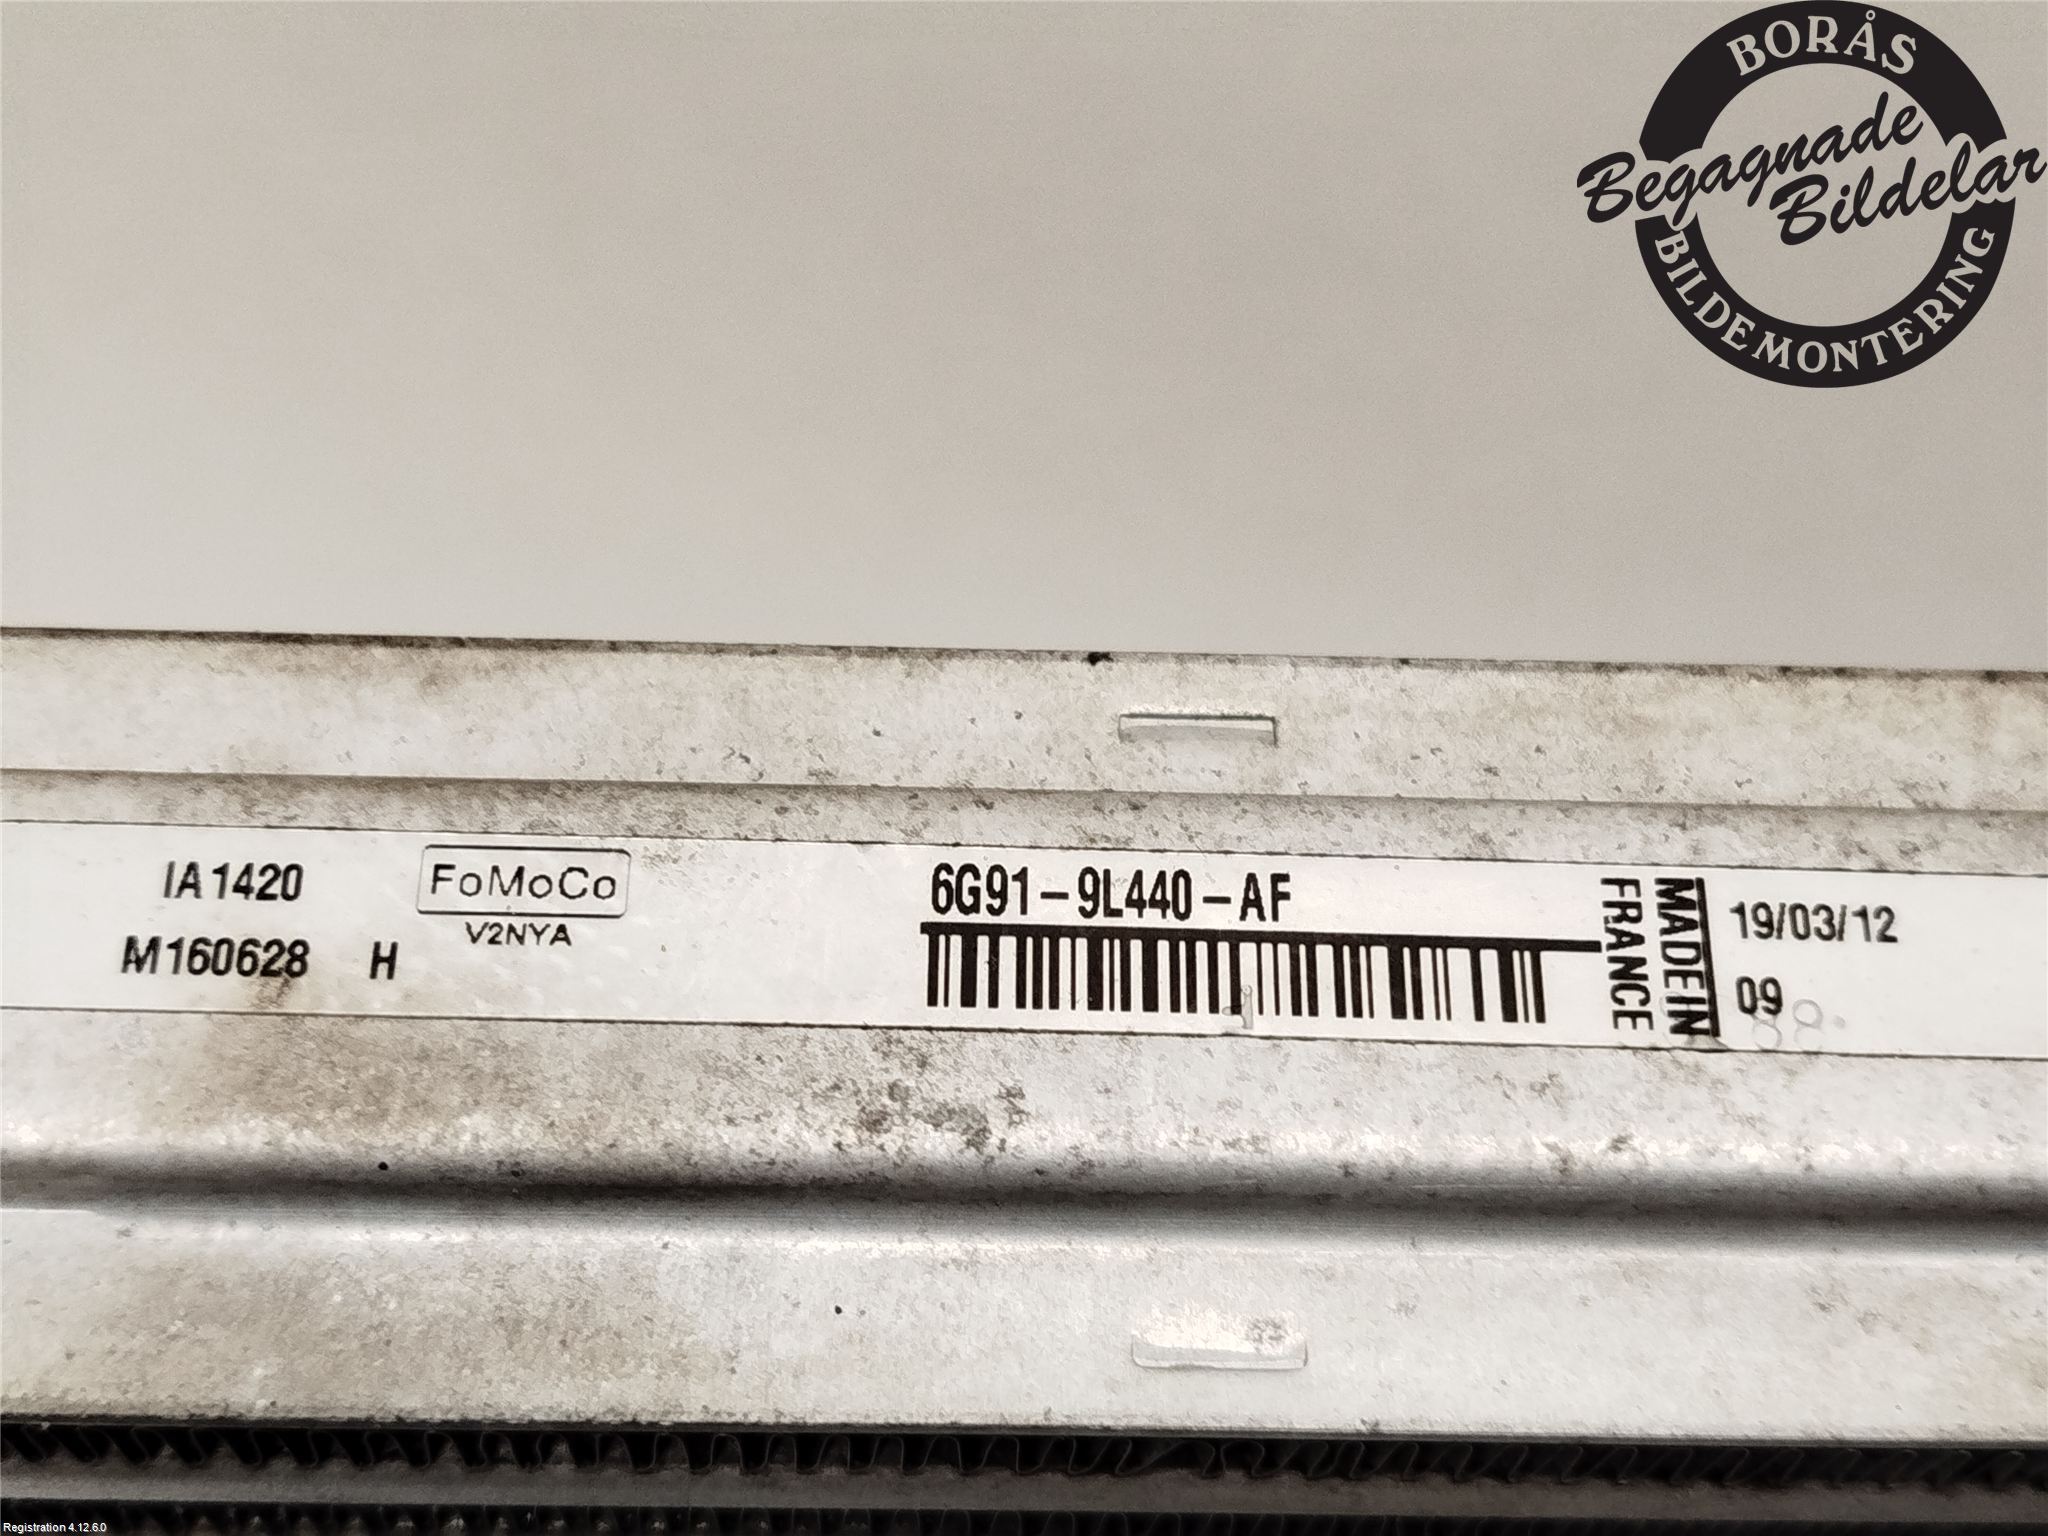 BORÅS
Begagnade
Bildelar
BILDEMONTERING
IA1420
FoMoCo
V2NYA
M160628 H
6G91-9L440-AF
MADE IN
FRANCE
19/03/12
09
Registration 4.12.6.0